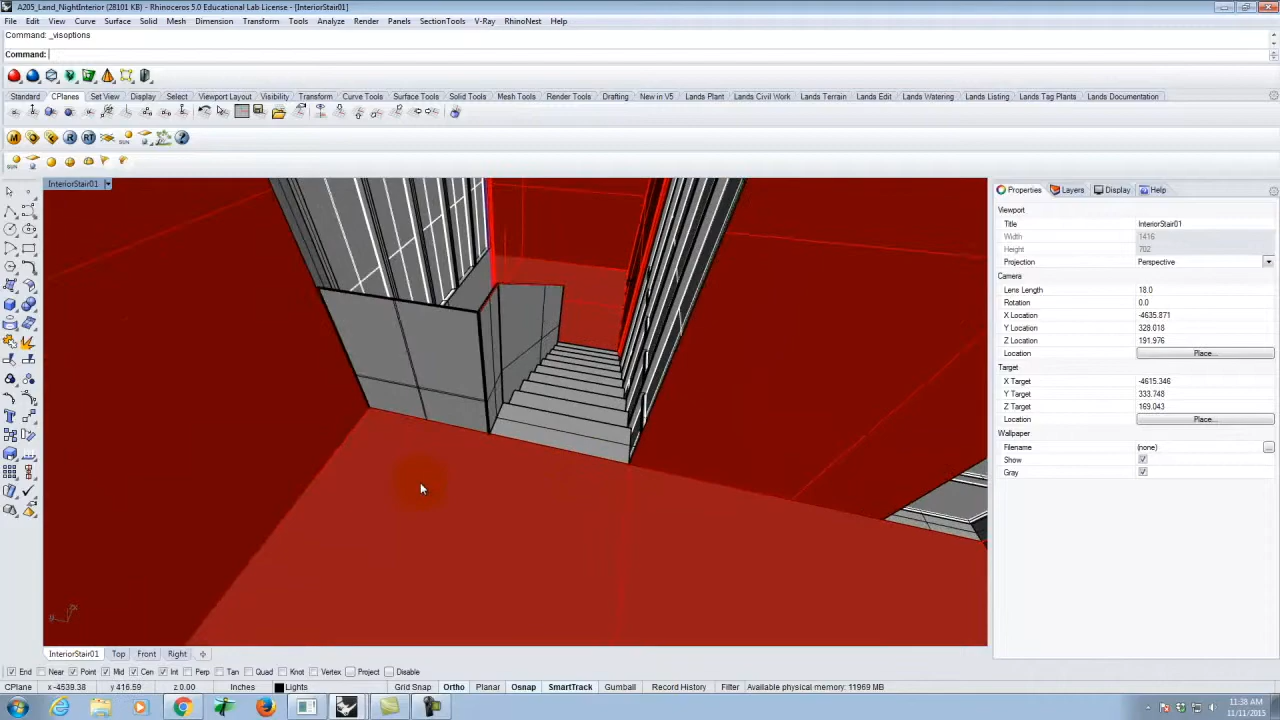 A205_Land_NightInterior (28101 KB) - Rhinoceros 5.0 Educational Lab License - [InteriorStair01]
File Edit View Curve Surface Solid Mesh Dimension Transform Tools Analyze Render Panels SectionTools V-Ray RhinoNest Help
Command: _visoptions
Command:
Standard CPlanes Set View Display Select Viewport Layout Visibility Transform Curve Tools Surface Tools Solid Tools Mesh Tools Render Tools Drafting New in V5 Lands Plant Lands Civil Work Lands Terrain Lands Edit Lands Watering Lands Listing Lands Tag Plants Lands Documentation
M R RT SUN ?
SUN
InteriorStair01
Properties Layers Display Help
Viewport
Title InteriorStair01
Width 1416
Height 702
Projection Perspective
Camera
Lens Length 18.0
Rotation 0.0
X Location -4635.871
Y Location 328.018
Z Location 191.976
Location Place...
Target
X Target -4615.346
Y Target 333.748
Z Target 169.043
Location Place...
Wallpaper
Filename (none) ...
Show
Gray
InteriorStair01 Top Front Right
End Near Point Mid Cen Int Perp Tan Quad Knot Vertex Project Disable
CPlane x -4539.38 y 416.59 z 0.00 Inches Lights Grid Snap Ortho Planar Osnap SmartTrack Gumball Record History Filter Available physical memory: 11969 MB
11:38 AM
11/11/2015